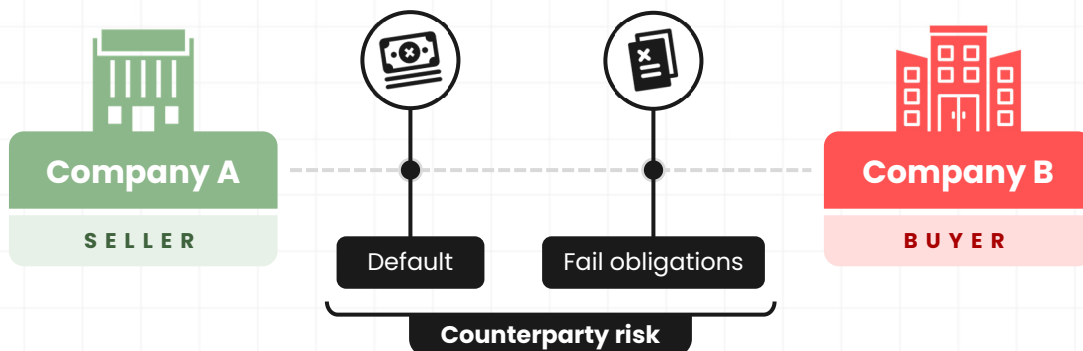 Company A
SELLER
Default
Fail obligations
Counterparty risk
Company B
BUYER